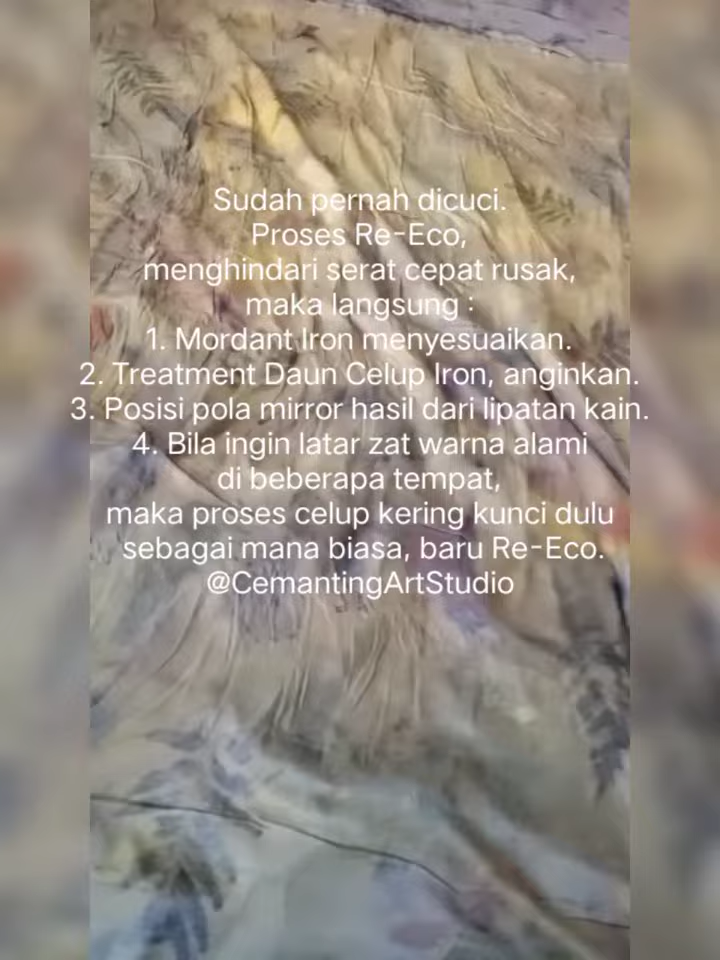 Sudah pernah dicuci.
Proses Re-Eco,
menghindari serat cepat rusak,
maka langsung :
1. Mordant Iron menyesuaikan.
2. Treatment Daun Celup Iron, anginkan.
3. Posisi pola mirror hasil dari lipatan kain.
4. Bila ingin latar zat warna alami
di beberapa tempat,
maka proses celup kering kunci dulu
sebagai mana biasa, baru Re-Eco.
@CemantingArtStudio